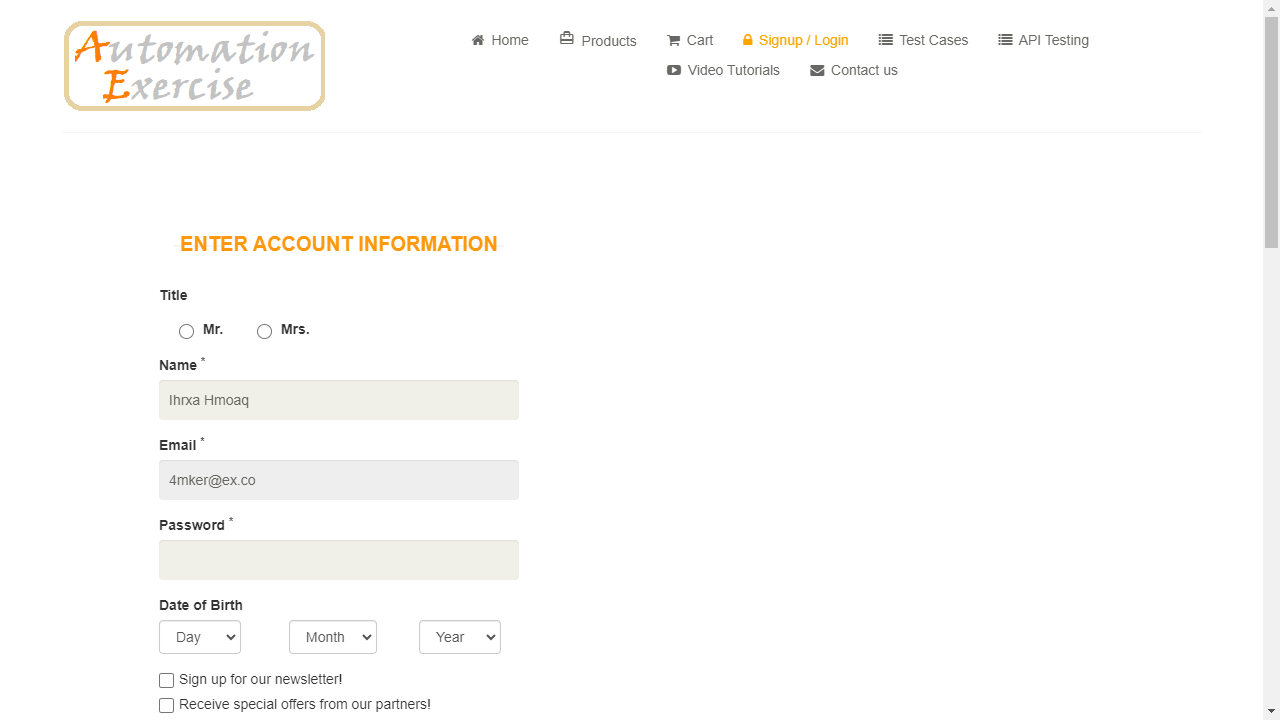 Automation
Exercise
Home
Products
Cart
Signup / Login
Test Cases
API Testing
Video Tutorials
Contact us
ENTER ACCOUNT INFORMATION
Title
Mr.
Mrs.
Name *
Ihrxa Hmoaq
Email *
4mker@ex.co
Password *
Date of Birth
Day
Month
Year
Sign up for our newsletter!
Receive special offers from our partners!